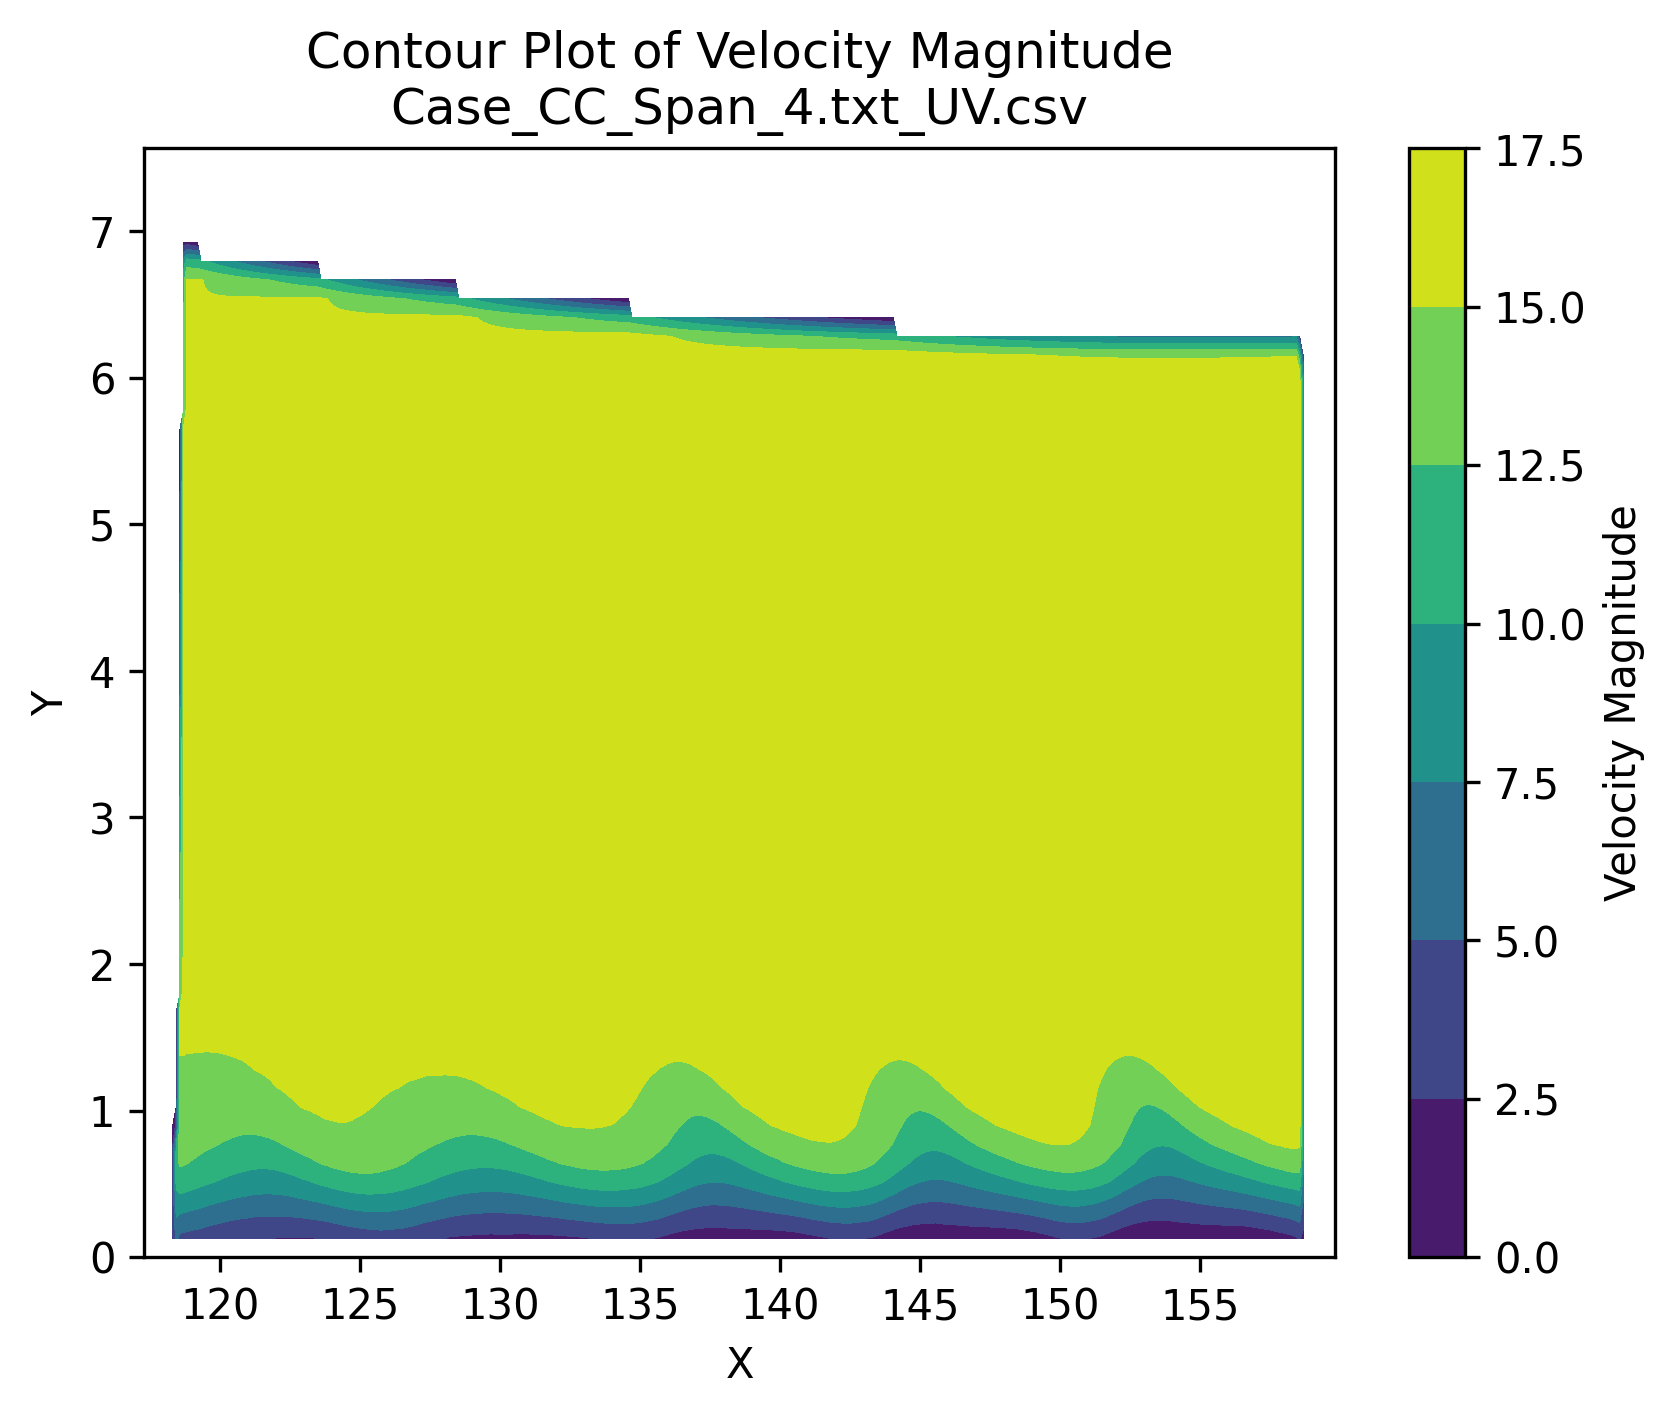 Contour Plot of Velocity Magnitude
Case_CC_Span_4.txt_UV.csv
7
6
5
4
3
2
1
0
Y
120 125 130 135 140 145 150 155
X
17.5
15.0
12.5
10.0
7.5
5.0
2.5
0.0
Velocity Magnitude